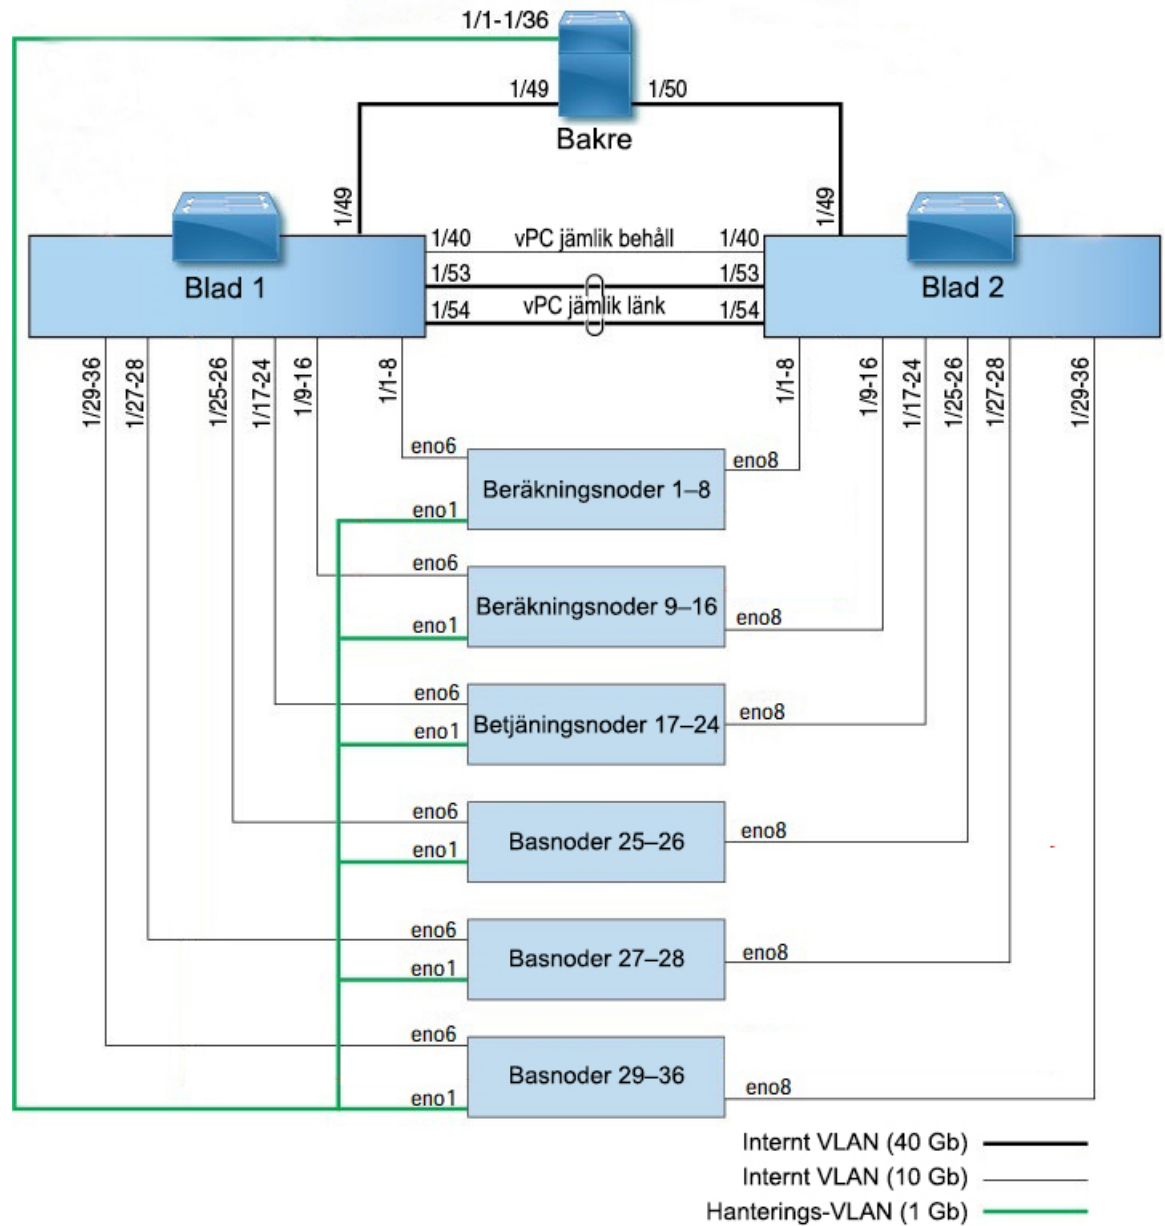 1/1-1/36
1/49
1/50
Bakre
1/49
1/49
1/40
vPC jämlik behåll
1/40
Blad 1
1/53
1/53
Blad 2
1/54
vPC jämlik länk
1/54
1/29-36
1/27-28
1/25-26
1/17-24
1/9-16
1/1-8
1/1-8
1/9-16
1/17-24
1/25-26
1/27-28
1/29-36
eno6
eno8
Beräkningsnoder 1–8
eno1
eno6
Beräkningsnoder 9–16
eno8
eno1
eno6
eno8
Betjäningsnoder 17–24
eno1
eno6
eno8
Basnoder 25–26
eno1
eno6
eno8
Basnoder 27–28
eno1
eno6
Basnoder 29–36
eno8
eno1
Internt VLAN (40 Gb)
Internt VLAN (10 Gb)
Hanterings-VLAN (1 Gb)